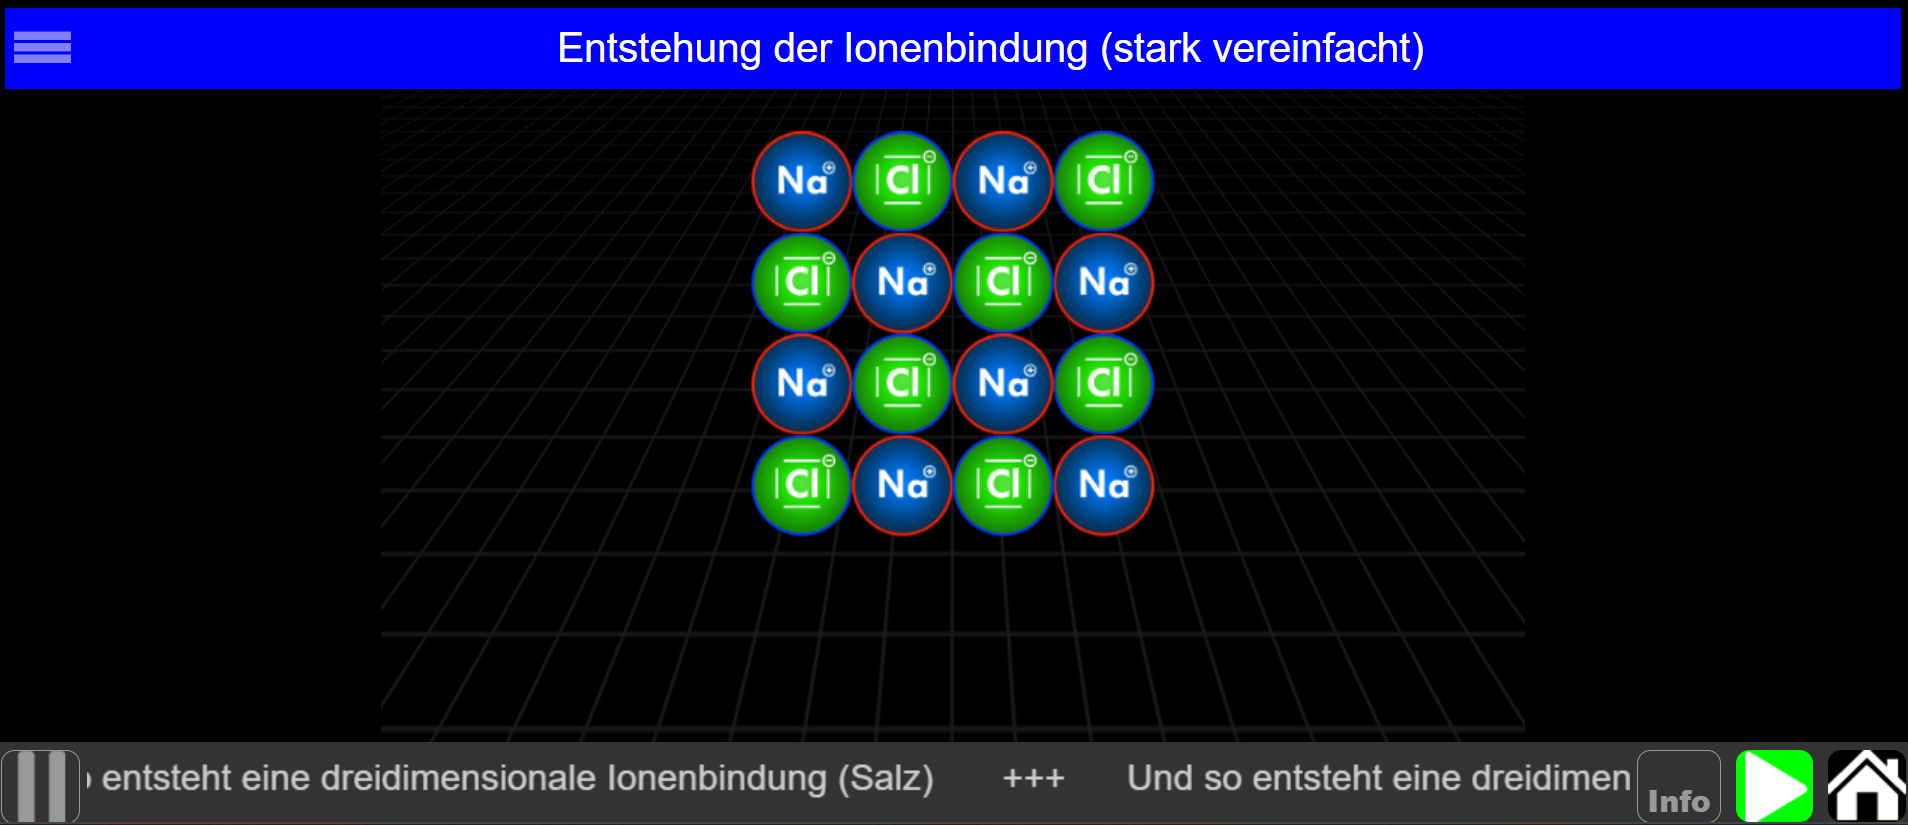 Entstehung der Ionenbindung (stark vereinfacht)
Na⊕ |Cl|⊖ Na⊕ |Cl|⊖
|Cl|⊖ Na⊕ |Cl|⊖ Na⊕
Na⊕ |Cl|⊖ Na⊕ |Cl|⊖
|Cl|⊖ Na⊕ |Cl|⊖ Na⊕
entsteht eine dreidimensionale Ionenbindung (Salz) +++ Und so entsteht eine dreidimen
Info